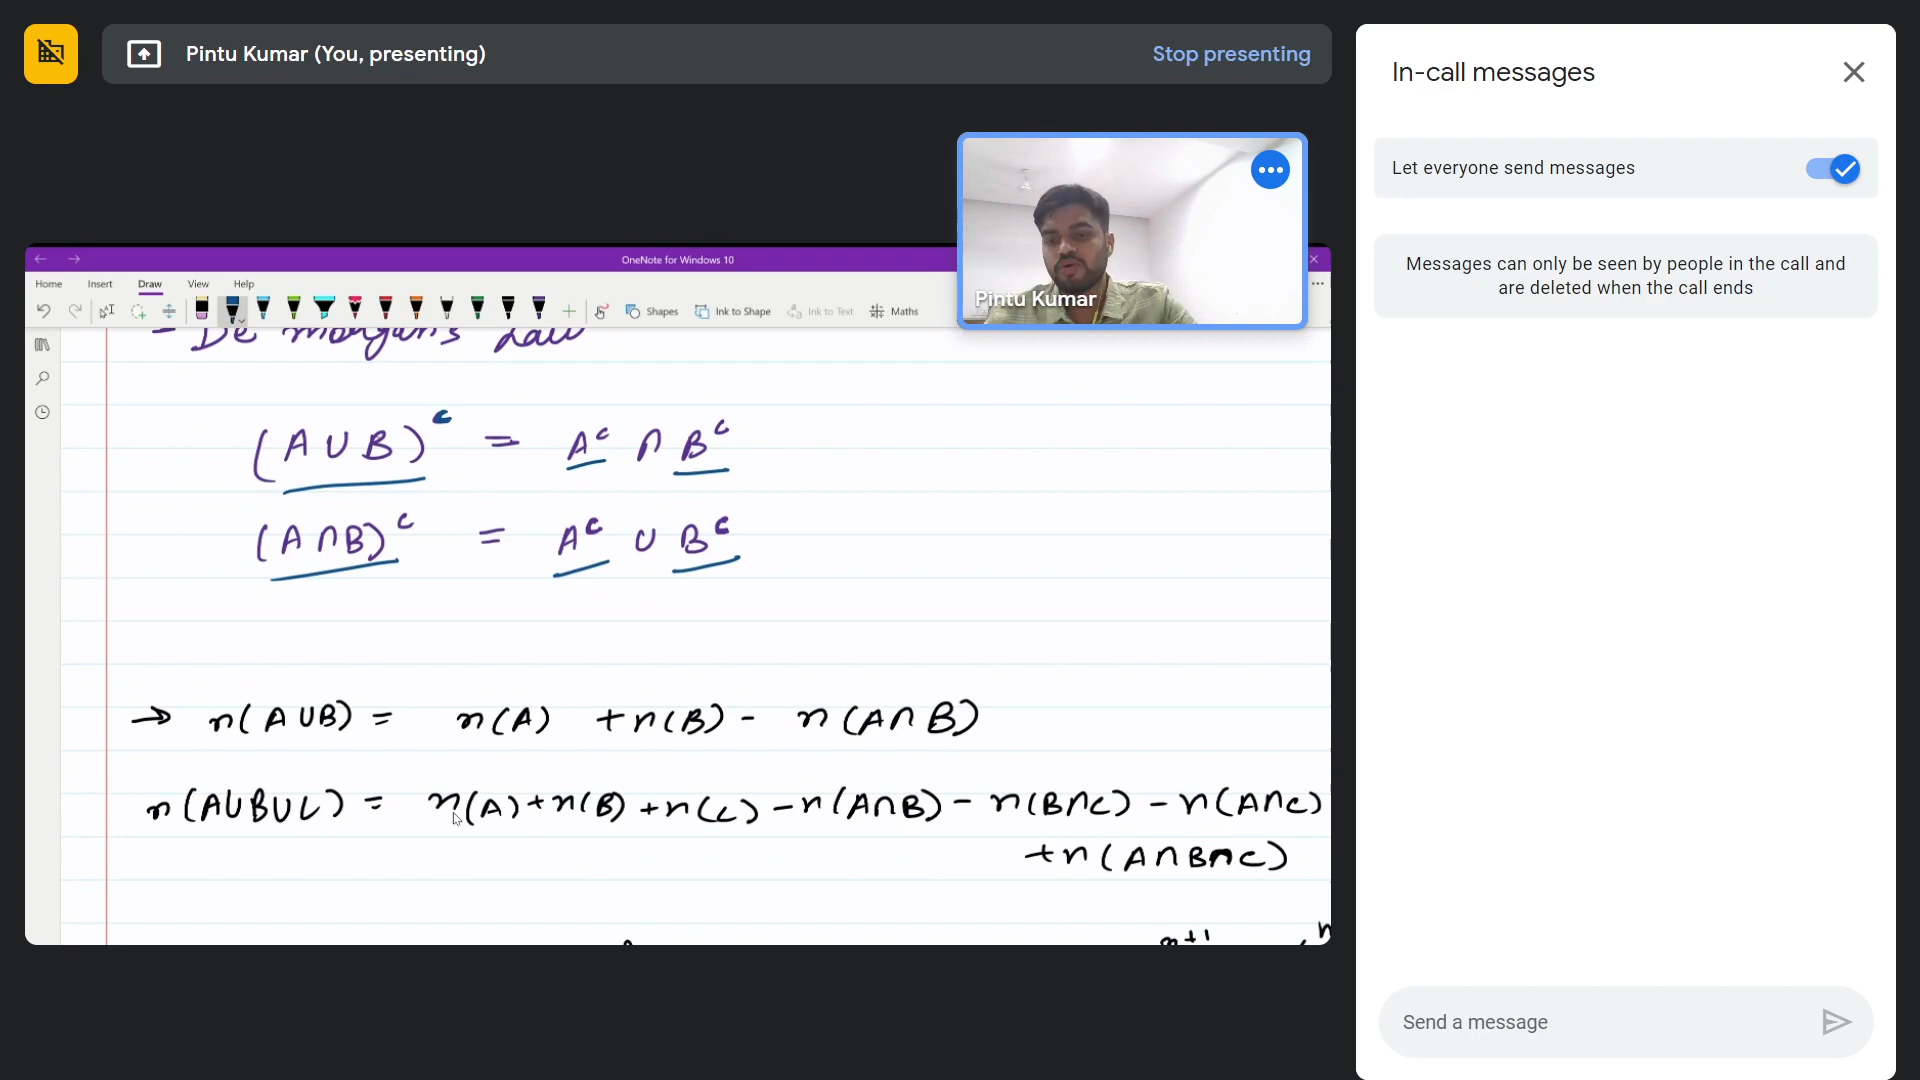 Pintu Kumar (You, presenting)
Stop presenting
In-call messages
Let everyone send messages
Messages can only be seen by people in the call and
are deleted when the call ends
Pintu Kumar
OneNote for Windows 10
Home Insert Draw View Help
Shapes Ink to Shape Ink to Text Maths
- De morgan's Law
(A ∪ B)ᶜ = Aᶜ ∩ Bᶜ
(A ∩ B)ᶜ = Aᶜ ∪ Bᶜ
→ n(A ∪ B) = n(A) + n(B) - n(A ∩ B)
n(A ∪ B ∪ C) = n(A) + n(B) + n(C) - n(A ∩ B) - n(B ∩ C) - n(A ∩ C)
+ n(A ∩ B ∩ C)
Send a message